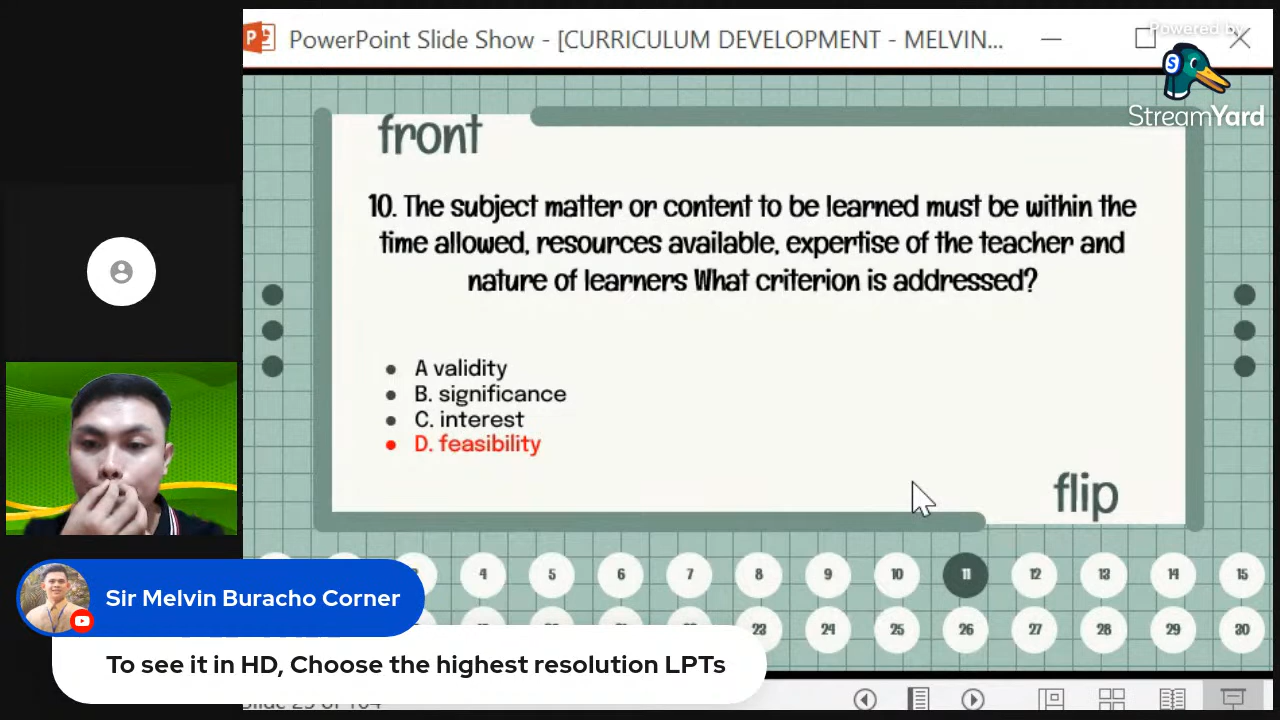 PowerPoint Slide Show - [CURRICULUM DEVELOPMENT - MELVIN...
Powered by
StreamYard
front
10. The subject matter or content to be learned must be within the
time allowed, resources available, expertise of the teacher and
nature of learners What criterion is addressed?
A validity
B. significance
C. interest
D. feasibility
flip
4 5 6 7 8 9 10 11 12 13 14 15
23 24 25 26 27 28 29 30
Sir Melvin Buracho Corner
To see it in HD, Choose the highest resolution LPTs